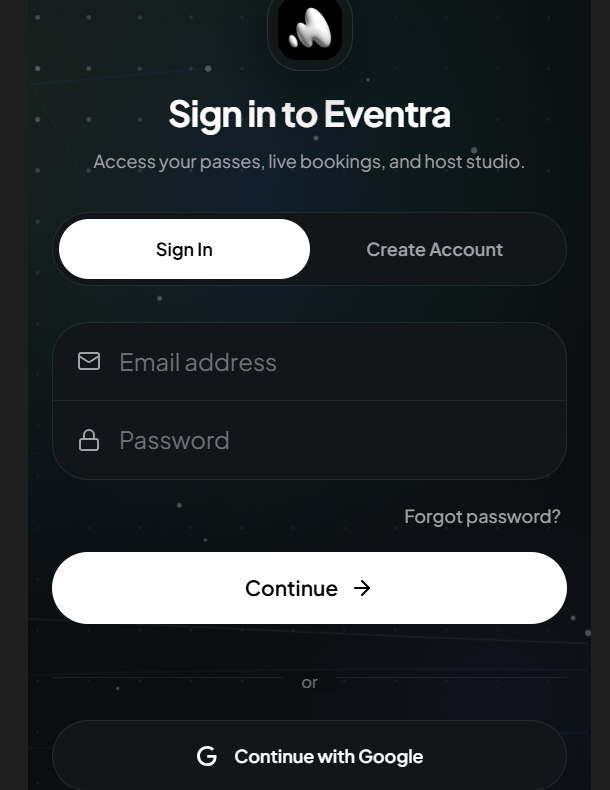 Sign in to Eventra
Access your passes, live bookings, and host studio.
Sign In
Create Account
Email address
Password
Forgot password?
Continue
or
Continue with Google